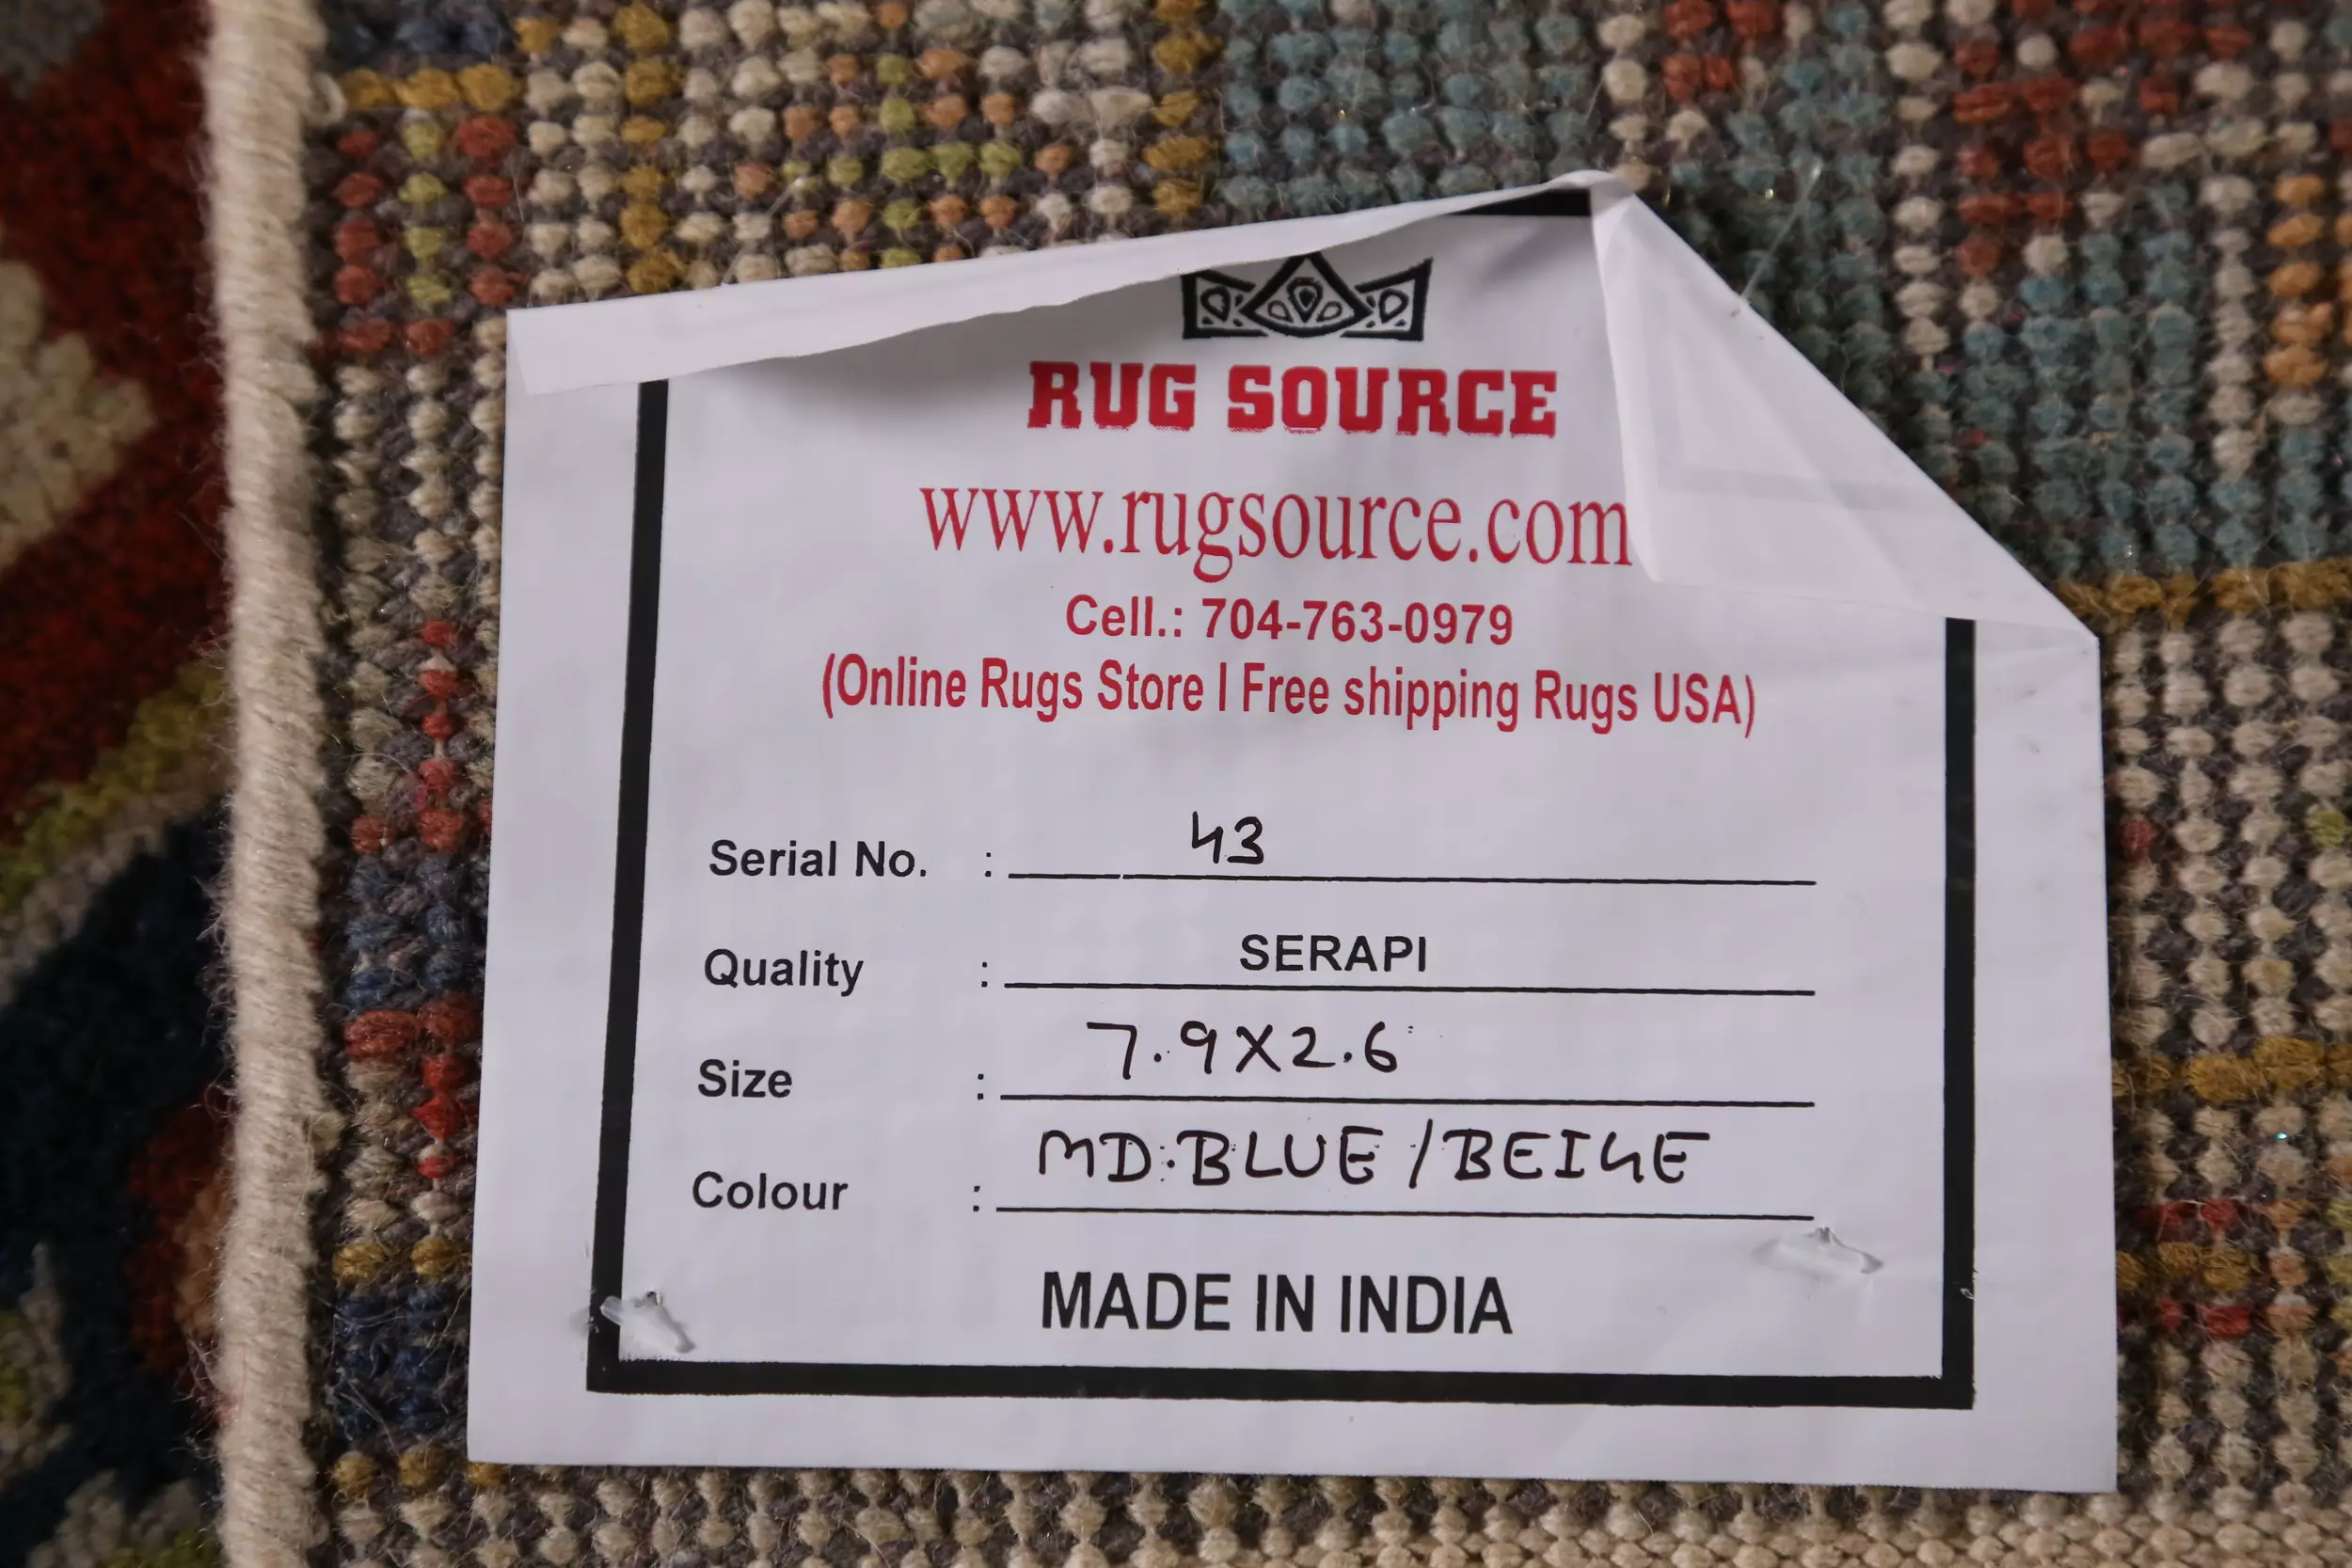 RUG SOURCE
www.rugsource.com
Cell.: 704-763-0979
(Online Rugs Store I Free shipping Rugs USA)
Serial No. : 43
Quality : SERAPI
Size : 7.9X2.6
Colour : MD.BLUE/BEIGE
MADE IN INDIA